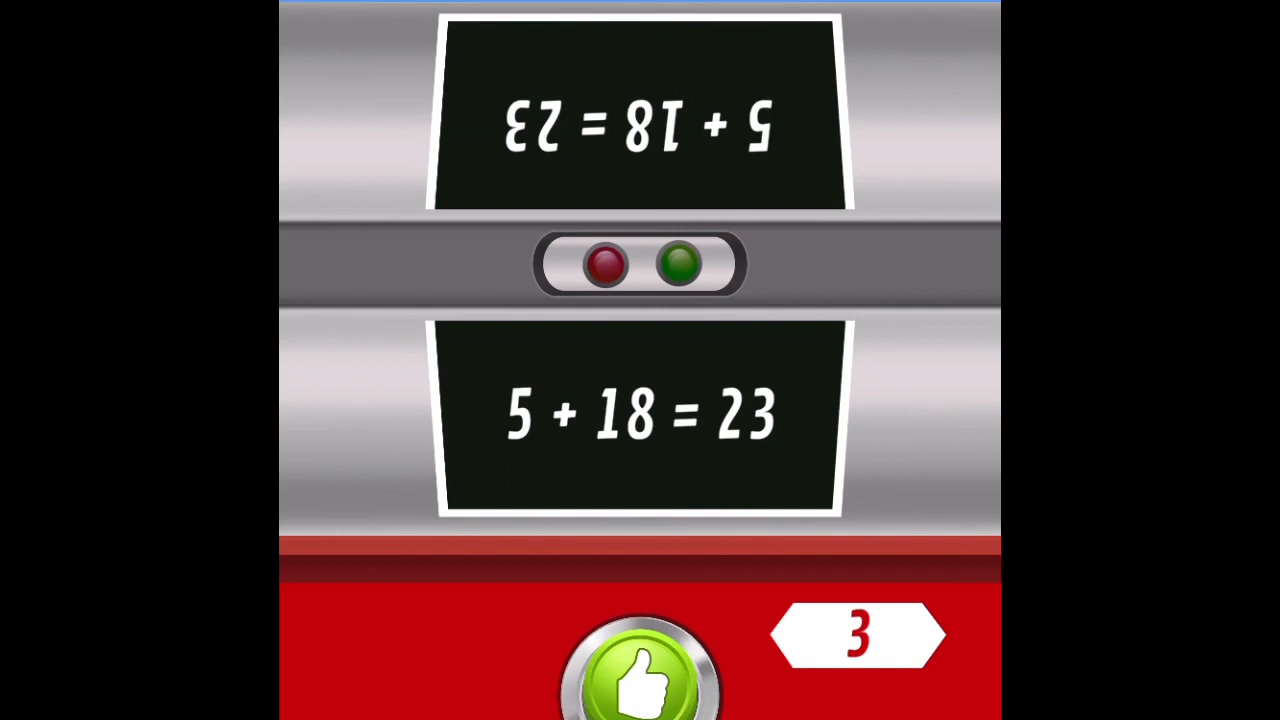 5 + 18 = 23
5 + 18 = 23
3